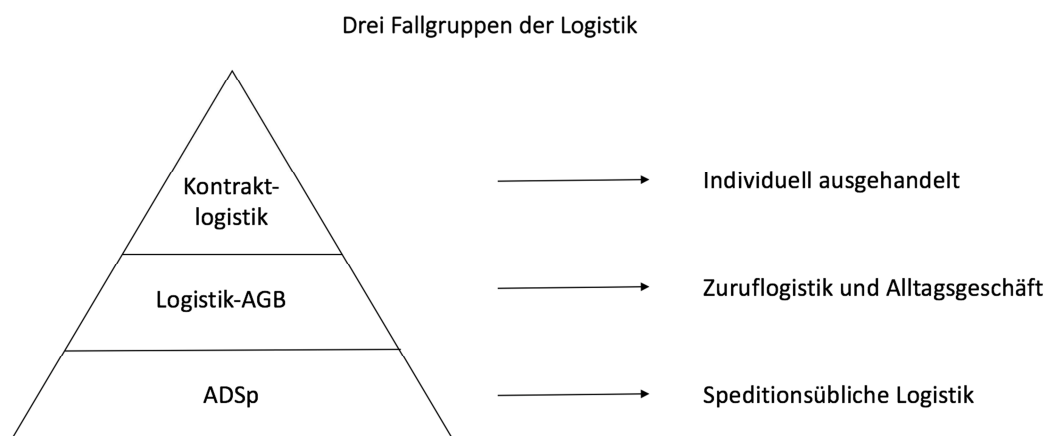 Drei Fallgruppen der Logistik
Kontrakt-
logistik
Individuell ausgehandelt
Logistik-AGB
Zuruflogistik und Alltagsgeschäft
ADSp
Speditionsübliche Logistik